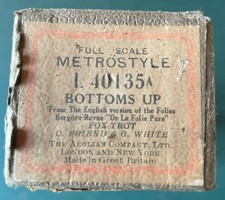 FULL SCALE
METROSTYLE
L 40135A
BOTTOMS UP
(From The English version of the Folies
Bergère Revue "De La Folie Pure"
FOX TROT
C. FRIEND & G. WHITE
THE AEOLIAN COMPANY, LTD.
LONDON AND NEW YORK
Made in Great Britain